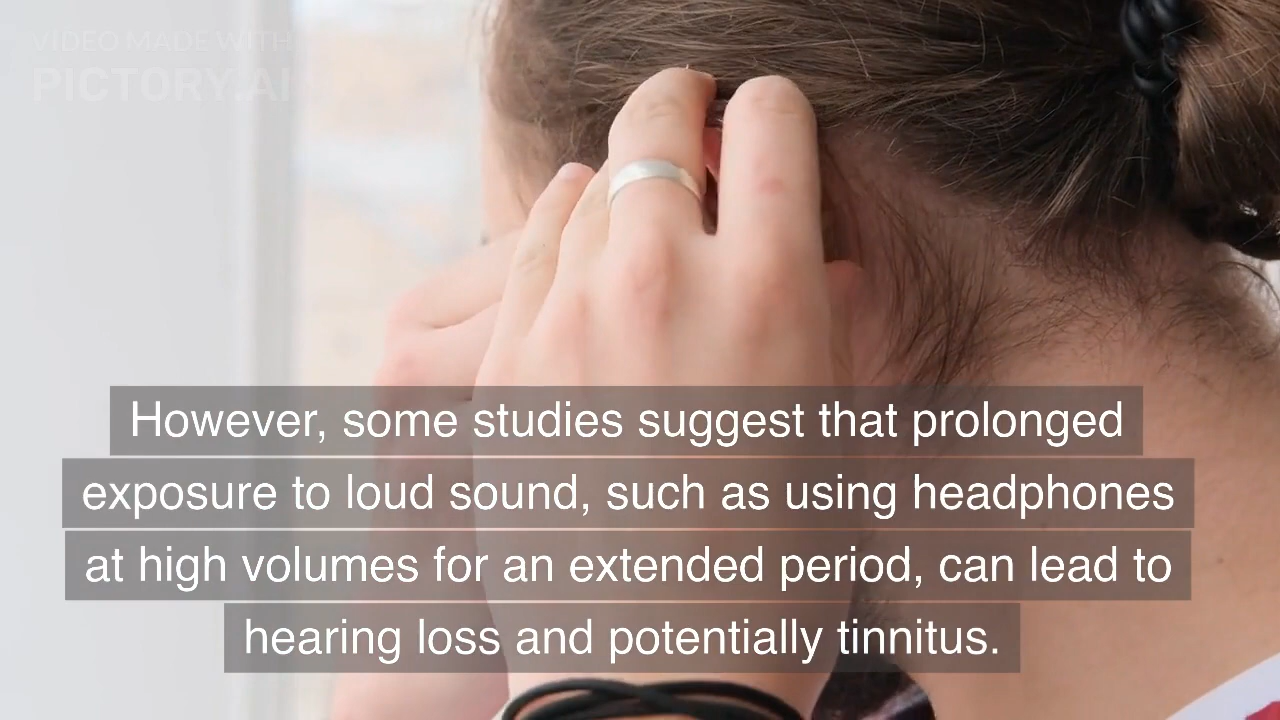 VIDEO MADE WITH
PICTORY.AI
However, some studies suggest that prolonged
exposure to loud sound, such as using headphones
at high volumes for an extended period, can lead to
hearing loss and potentially tinnitus.